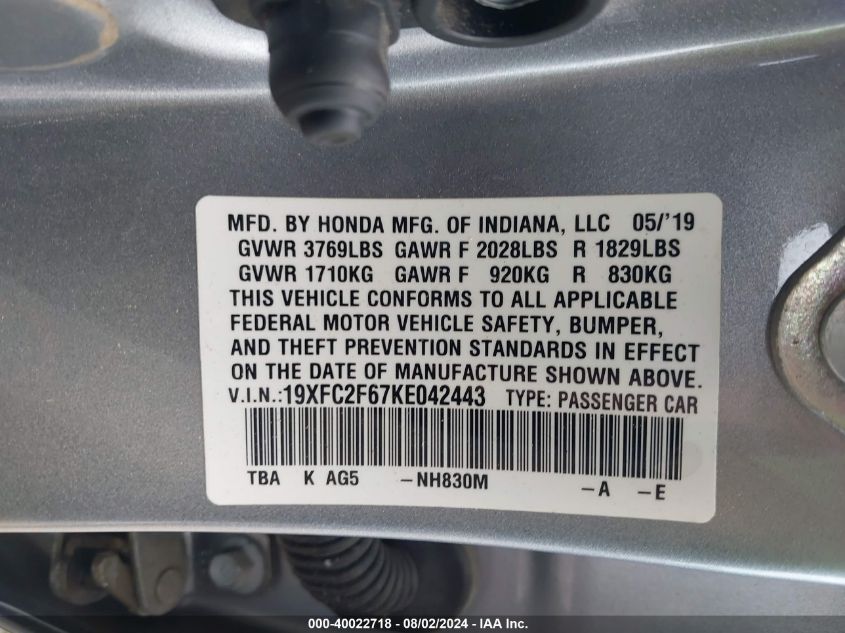 MFD. BY HONDA MFG. OF INDIANA, LLC 05/'19
GVWR 3769LBS GAWR F 2028LBS R 1829LBS
GVWR 1710KG GAWR F 920KG R 830KG
THIS VEHICLE CONFORMS TO ALL APPLICABLE
FEDERAL MOTOR VEHICLE SAFETY, BUMPER,
AND THEFT PREVENTION STANDARDS IN EFFECT
ON THE DATE OF MANUFACTURE SHOWN ABOVE.
V.I.N.:19XFC2F67KE042443 TYPE: PASSENGER CAR
TBA K AG5 -NH830M -A -E
000-40022718 - 08/02/2024 - IAA Inc.